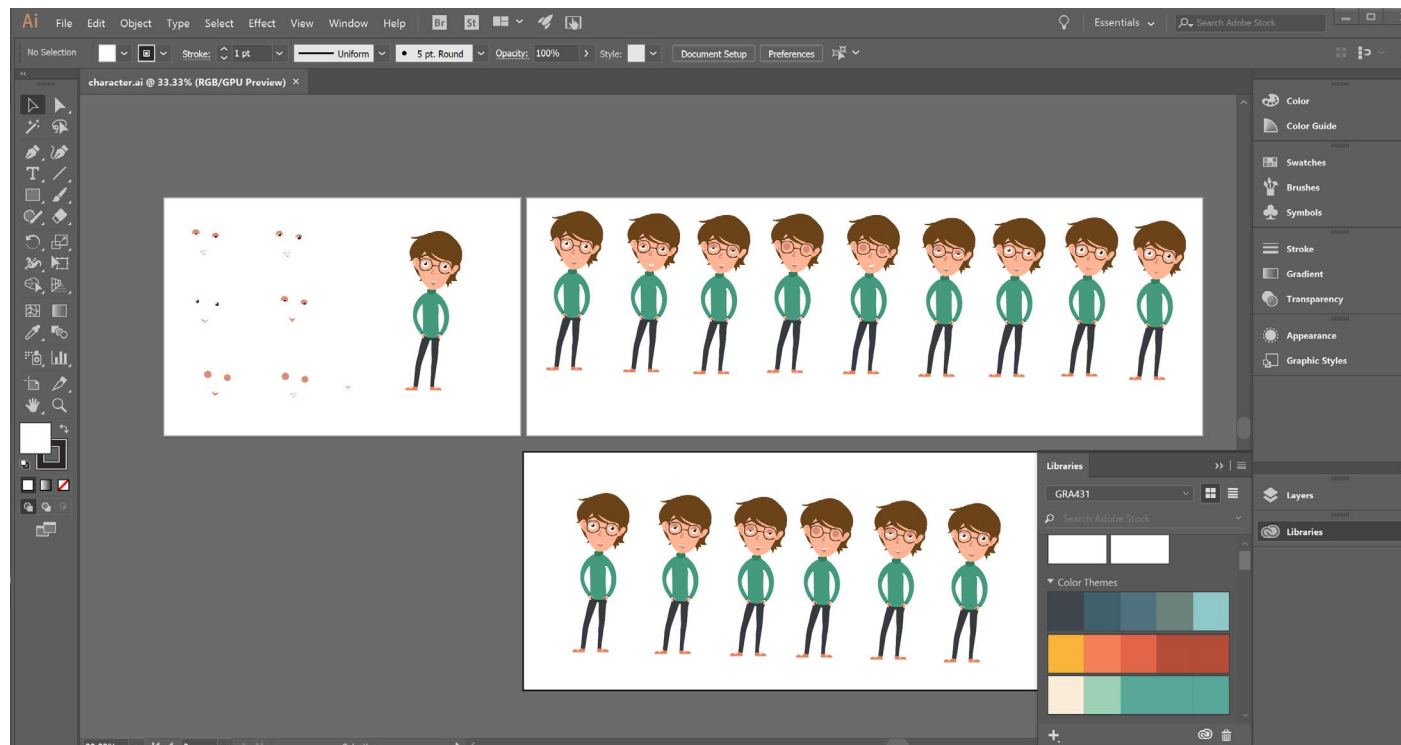 Ai File Edit Object Type Select Effect View Window Help Br St Essentials Search Adobe Stock
No Selection Stroke: 1 pt Uniform 5 pt. Round Opacity: 100% Style: Document Setup Preferences
character.ai @ 33.33% (RGB/GPU Preview) ×
Color
Color Guide
Swatches
Brushes
Symbols
Stroke
Gradient
Transparency
Appearance
Graphic Styles
Libraries
GRA431
Search Adobe Stock
Color Themes
Layers
Libraries